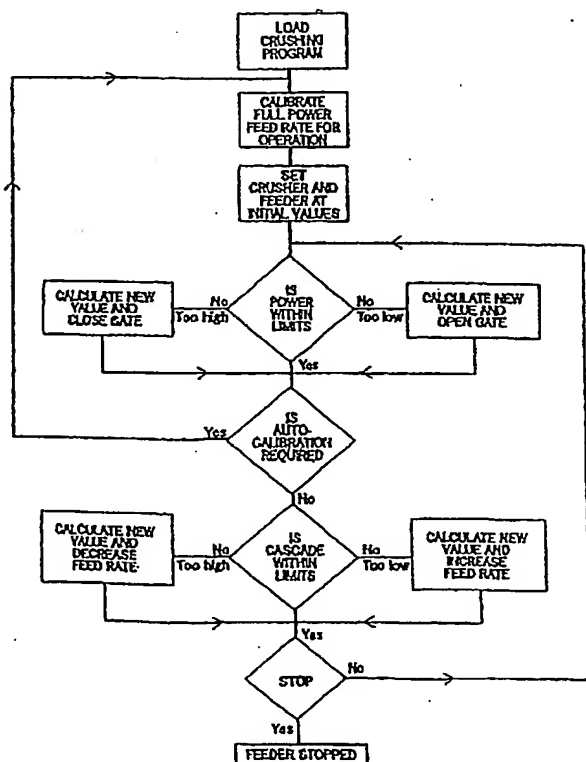 LOAD
CRUSHING
PROGRAM
CALIBRATE
FULL POWER
FEED RATE FOR
OPERATION
SET
CRUSHER AND
FEEDER AT
INITIAL VALUES
CALCULATE NEW
VALUE AND
CLOSE GATE
No
Too high
IS
POWER
WITHIN
LIMITS
No
Too low
CALCULATE NEW
VALUE AND
OPEN GATE
Yes
Yes
IS
AUTO-
CALIBRATION
REQUIRED
No
CALCULATE NEW
VALUE AND
DECREASE
FEED RATE
No
Too high
IS
CASCADE
WITHIN
LIMITS
No
Too low
CALCULATE NEW
VALUE AND
INCREASE
FEED RATE
Yes
STOP
No
Yes
FEEDER STOPPED